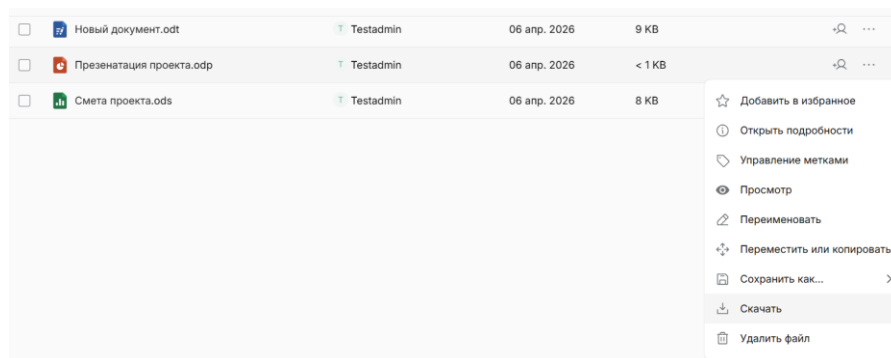 Новый документ.odt T Testadmin 06 апр. 2026 9 KB
Презенатация проекта.odp T Testadmin 06 апр. 2026 < 1 KB
Смета проекта.ods T Testadmin 06 апр. 2026 8 KB
Добавить в избранное
Открыть подробности
Управление метками
Просмотр
Переименовать
Переместить или копировать
Сохранить как...
Скачать
Удалить файл